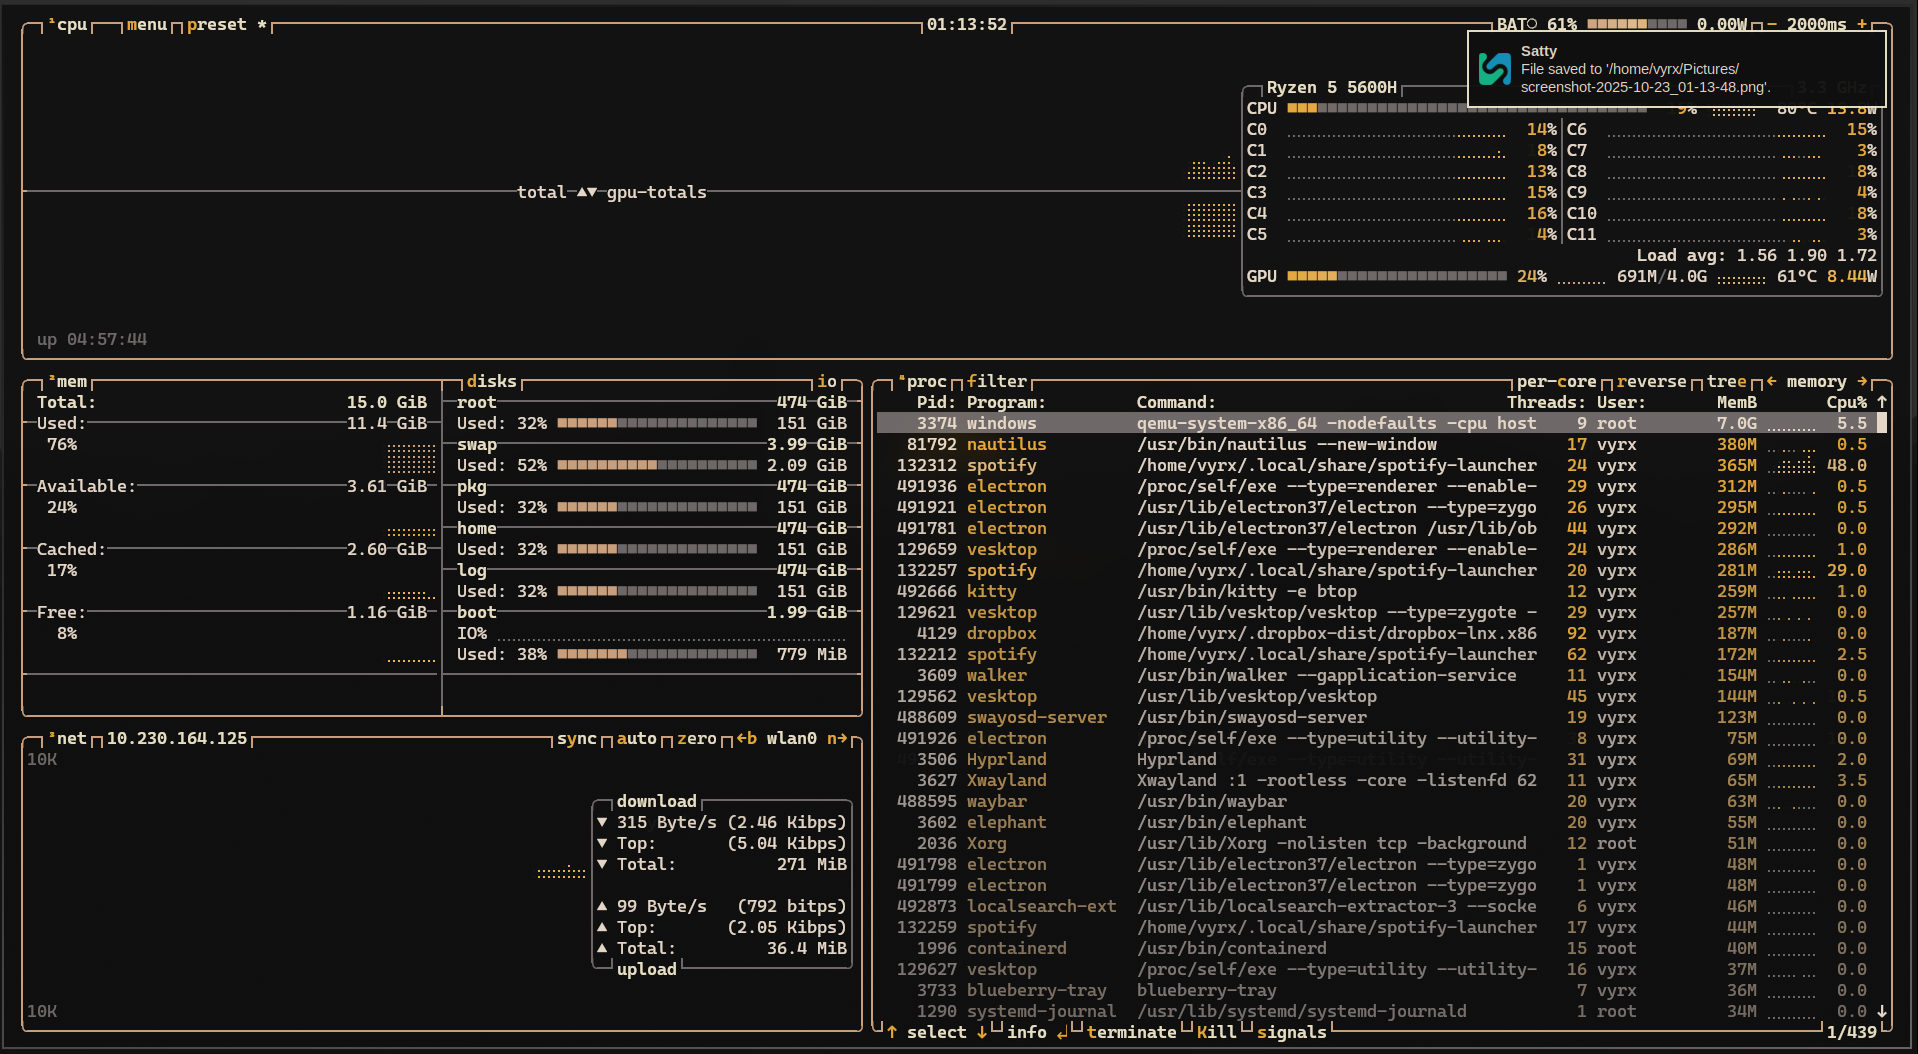 ¹cpu menu preset * 01:13:52 BAT○ 61% 0.00W − 2000ms +
Satty
File saved to '/home/vyrx/Pictures/
screenshot-2025-10-23_01-13-48.png'.
Ryzen 5 5600H 3.3 GHz
CPU 9% 80°C 13.8W
C0 14% C6 15%
C1 8% C7 3%
C2 13% C8 8%
total ▲▼ gpu-totals C3 15% C9 4%
C4 16% C10 8%
C5 4% C11 3%
Load avg: 1.56 1.90 1.72
GPU 24% 691M/4.0G 61°C 8.44W
up 04:57:44
²mem
Total: 15.0 GiB
Used: 11.4 GiB
76%
Available: 3.61 GiB
24%
Cached: 2.60 GiB
17%
Free: 1.16 GiB
8%
disks io
root 474 GiB
Used: 32% 151 GiB
swap 3.99 GiB
Used: 52% 2.09 GiB
pkg 474 GiB
Used: 32% 151 GiB
home 474 GiB
Used: 32% 151 GiB
log 474 GiB
Used: 32% 151 GiB
boot 1.99 GiB
IO%
Used: 38% 779 MiB
³net 10.230.164.125 sync auto zero ←b wlan0 n→
10K
download
▼ 315 Byte/s (2.46 Kibps)
▼ Top: (5.04 Kibps)
▼ Total: 271 MiB
▲ 99 Byte/s (792 bitps)
▲ Top: (2.05 Kibps)
▲ Total: 36.4 MiB
upload
10K
⁴proc filter per-core reverse tree ← memory →
Pid: Program: Command: Threads: User: MemB Cpu% ↑
3374 windows qemu-system-x86_64 -nodefaults -cpu host 9 root 7.0G 5.5
81792 nautilus /usr/bin/nautilus --new-window 17 vyrx 380M 0.5
132312 spotify /home/vyrx/.local/share/spotify-launcher 24 vyrx 365M 48.0
491936 electron /proc/self/exe --type=renderer --enable- 29 vyrx 312M 0.5
491921 electron /usr/lib/electron37/electron --type=zygo 26 vyrx 295M 0.5
491781 electron /usr/lib/electron37/electron /usr/lib/ob 44 vyrx 292M 0.0
129659 vesktop /proc/self/exe --type=renderer --enable- 24 vyrx 286M 1.0
132257 spotify /home/vyrx/.local/share/spotify-launcher 20 vyrx 281M 29.0
492666 kitty /usr/bin/kitty -e btop 12 vyrx 259M 1.0
129621 vesktop /usr/lib/vesktop/vesktop --type=zygote - 29 vyrx 257M 0.0
4129 dropbox /home/vyrx/.dropbox-dist/dropbox-lnx.x86 92 vyrx 187M 0.0
132212 spotify /home/vyrx/.local/share/spotify-launcher 62 vyrx 172M 2.5
3609 walker /usr/bin/walker --gapplication-service 11 vyrx 154M 0.0
129562 vesktop /usr/lib/vesktop/vesktop 45 vyrx 144M 0.5
488609 swayosd-server /usr/bin/swayosd-server 19 vyrx 123M 0.0
491926 electron /proc/self/exe --type=utility --utility- 8 vyrx 75M 0.0
3506 Hyprland Hyprland 31 vyrx 69M 2.0
3627 Xwayland Xwayland :1 -rootless -core -listenfd 62 11 vyrx 65M 3.5
488595 waybar /usr/bin/waybar 20 vyrx 63M 0.0
3602 elephant /usr/bin/elephant 20 vyrx 55M 0.0
2036 Xorg /usr/lib/Xorg -nolisten tcp -background 12 root 51M 0.0
491798 electron /usr/lib/electron37/electron --type=zygo 1 vyrx 48M 0.0
491799 electron /usr/lib/electron37/electron --type=zygo 1 vyrx 48M 0.0
492873 localsearch-ext /usr/lib/localsearch-extractor-3 --socke 6 vyrx 46M 0.0
132259 spotify /home/vyrx/.local/share/spotify-launcher 17 vyrx 44M 0.0
1996 containerd /usr/bin/containerd 15 root 40M 0.0
129627 vesktop /proc/self/exe --type=utility --utility- 16 vyrx 37M 0.0
3733 blueberry-tray blueberry-tray 7 vyrx 36M 0.0
1290 systemd-journal /usr/lib/systemd/systemd-journald 1 root 34M 0.0 ↓
↑ select ↓ info ↲ terminate Kill signals 1/439